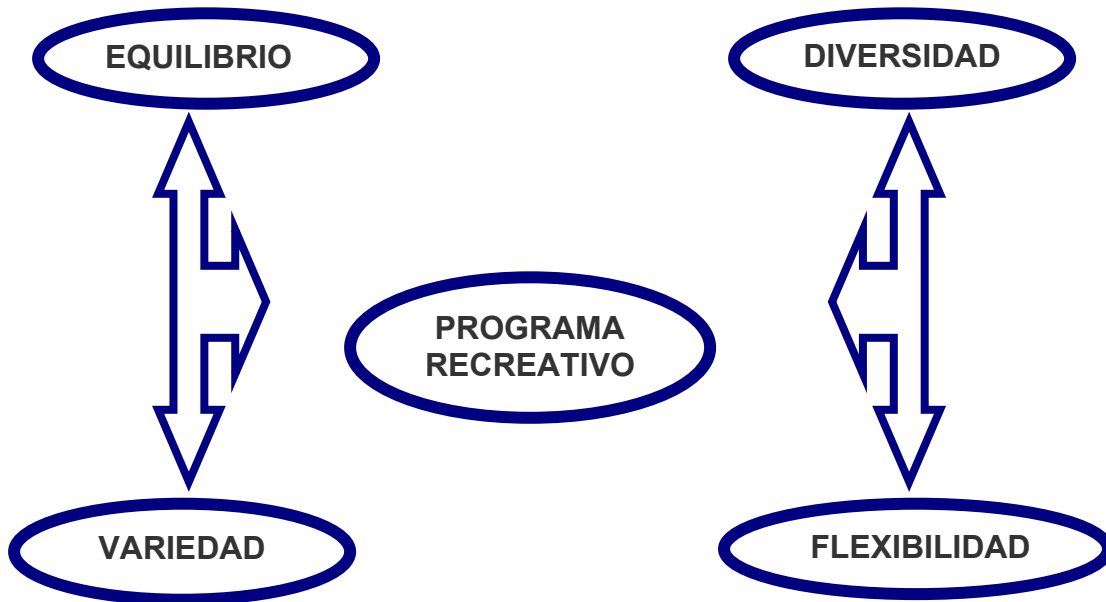 EQUILIBRIO
DIVERSIDAD
PROGRAMA
RECREATIVO
VARIEDAD
FLEXIBILIDAD